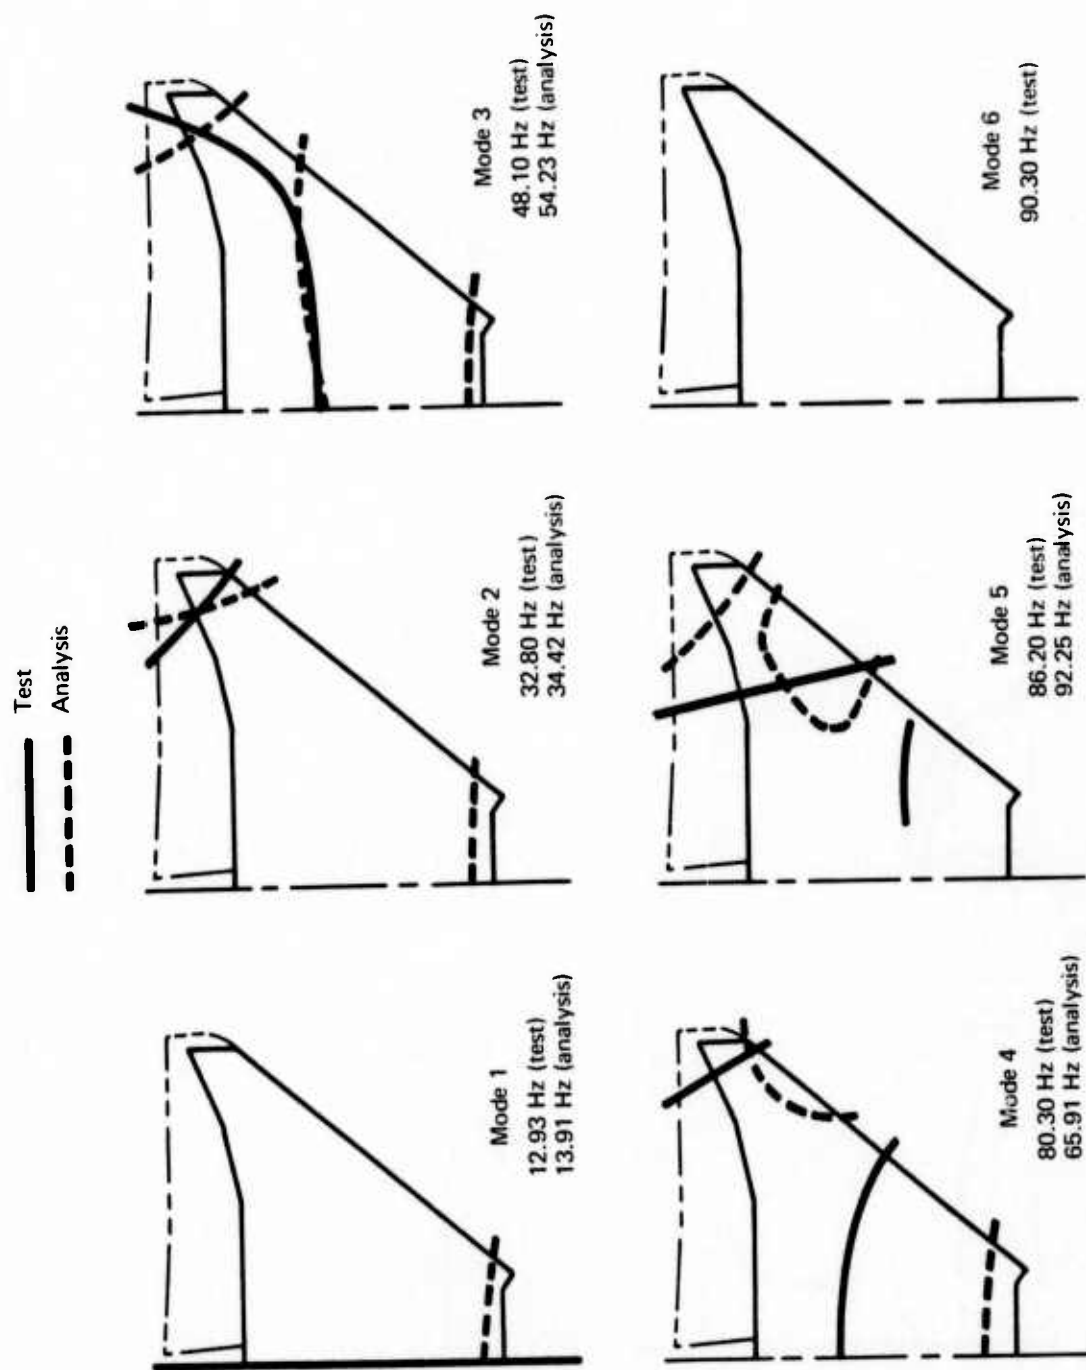 Test
Analysis
Mode 1
12.93 Hz (test)
13.91 Hz (analysis)
Mode 2
32.80 Hz (test)
34.42 Hz (analysis)
Mode 3
48.10 Hz (test)
54.23 Hz (analysis)
Mode 4
80.30 Hz (test)
65.91 Hz (analysis)
Mode 5
86.20 Hz (test)
92.25 Hz (analysis)
Mode 6
90.30 Hz (test)